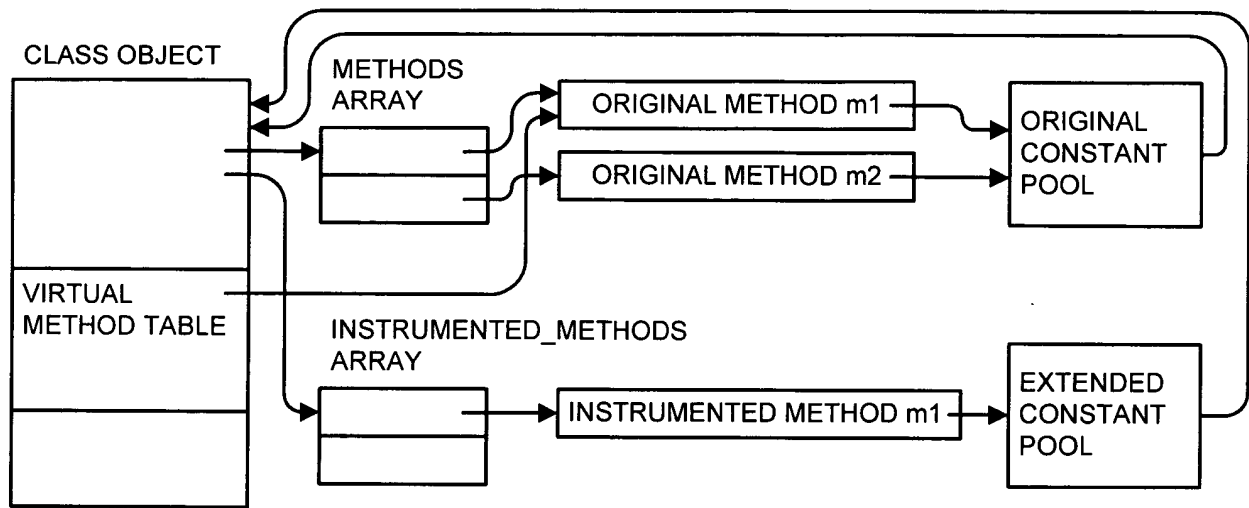 CLASS OBJECT
METHODS
ARRAY
ORIGINAL METHOD m1
ORIGINAL METHOD m2
ORIGINAL
CONSTANT
POOL
VIRTUAL
METHOD TABLE
INSTRUMENTED_METHODS
ARRAY
INSTRUMENTED METHOD m1
EXTENDED
CONSTANT
POOL